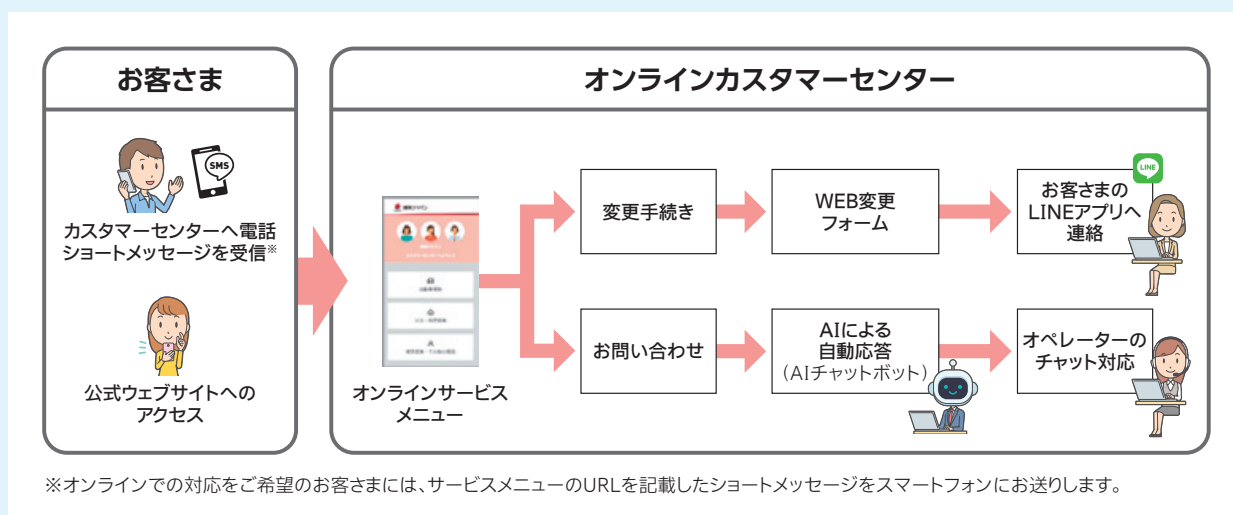 お客さま
SMS
カスタマーセンターへ電話
ショートメッセージを受信※
公式ウェブサイトへの
アクセス
オンラインカスタマーセンター
オンラインサービス
メニュー
変更手続き
WEB変更
フォーム
LINE
お客さまの
LINEアプリへ
連絡
お問い合わせ
AIによる
自動応答
(AIチャットボット)
オペレーターの
チャット対応
※オンラインでの対応をご希望のお客さまには、サービスメニューのURLを記載したショートメッセージをスマートフォンにお送りします。